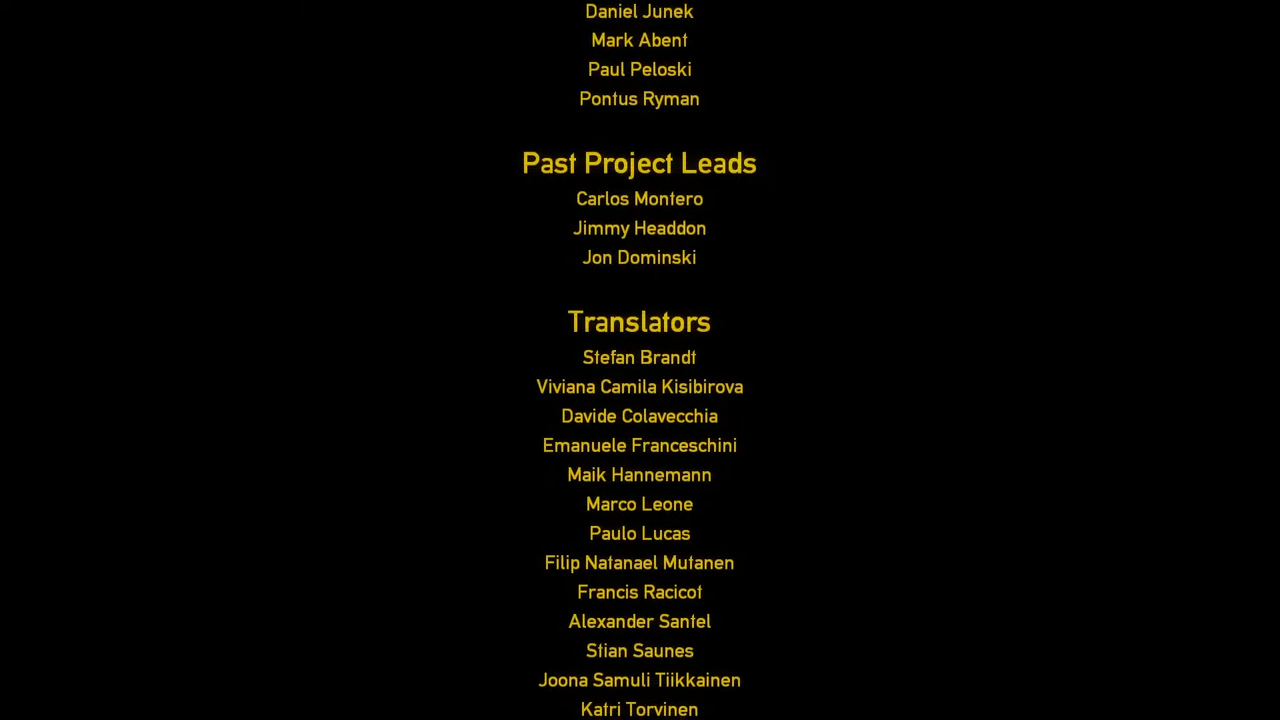 Daniel Junek
Mark Abent
Paul Peloski
Pontus Ryman
Past Project Leads
Carlos Montero
Jimmy Headdon
Jon Dominski
Translators
Stefan Brandt
Viviana Camila Kisibirova
Davide Colavecchia
Emanuele Franceschini
Maik Hannemann
Marco Leone
Paulo Lucas
Filip Natanael Mutanen
Francis Racicot
Alexander Santel
Stian Saunes
Joona Samuli Tiikkainen
Katri Torvinen